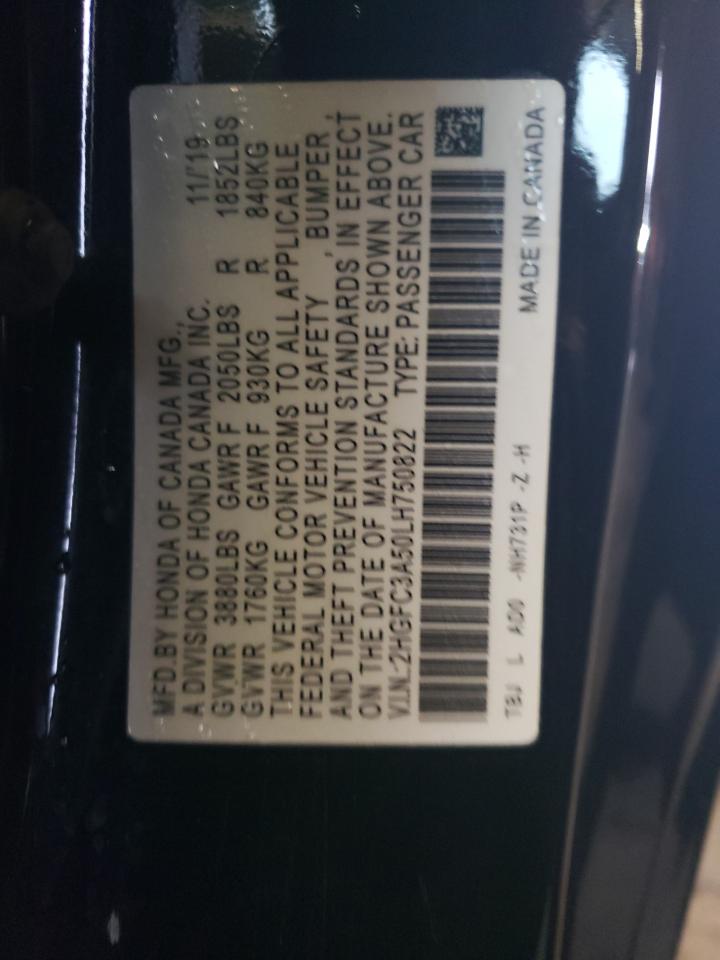 MFD.BY HONDA OF CANADA MFG.,
A DIVISION OF HONDA CANADA INC. 11/'19
GVWR 3880LBS GAWR F 2050LBS R 1852LBS
GVWR 1760KG GAWR F 930KG R 840KG
THIS VEHICLE CONFORMS TO ALL APPLICABLE
FEDERAL MOTOR VEHICLE SAFETY , BUMPER ,
AND THEFT PREVENTION STANDARDS IN EFFECT
ON THE DATE OF MANUFACTURE SHOWN ABOVE.
V.I.N.:2HGFC3A50LH750822 TYPE: PASSENGER CAR
TBJ L AD0 -NH731P -Z -H MADE IN CANADA